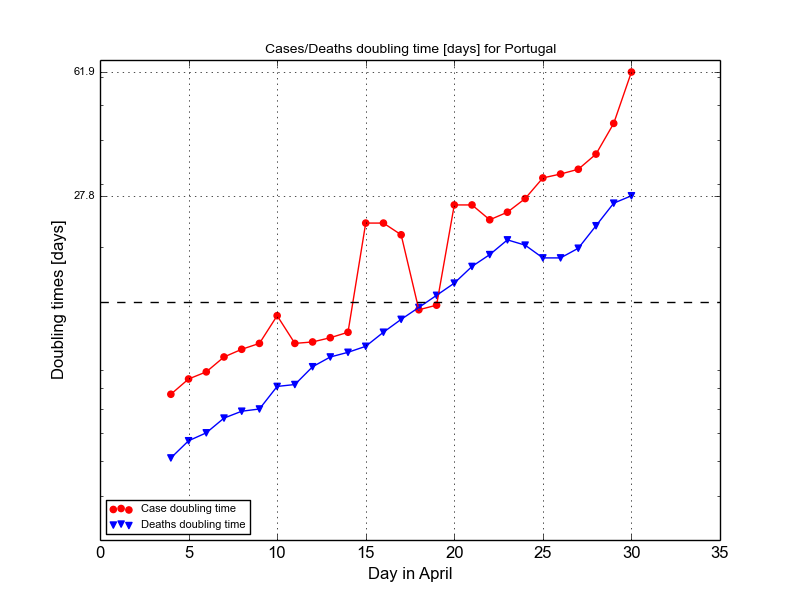 Cases/Deaths doubling time [days] for Portugal
61.9
27.8
Doubling times [days]
Case doubling time
Deaths doubling time
0 5 10 15 20 25 30 35
Day in April